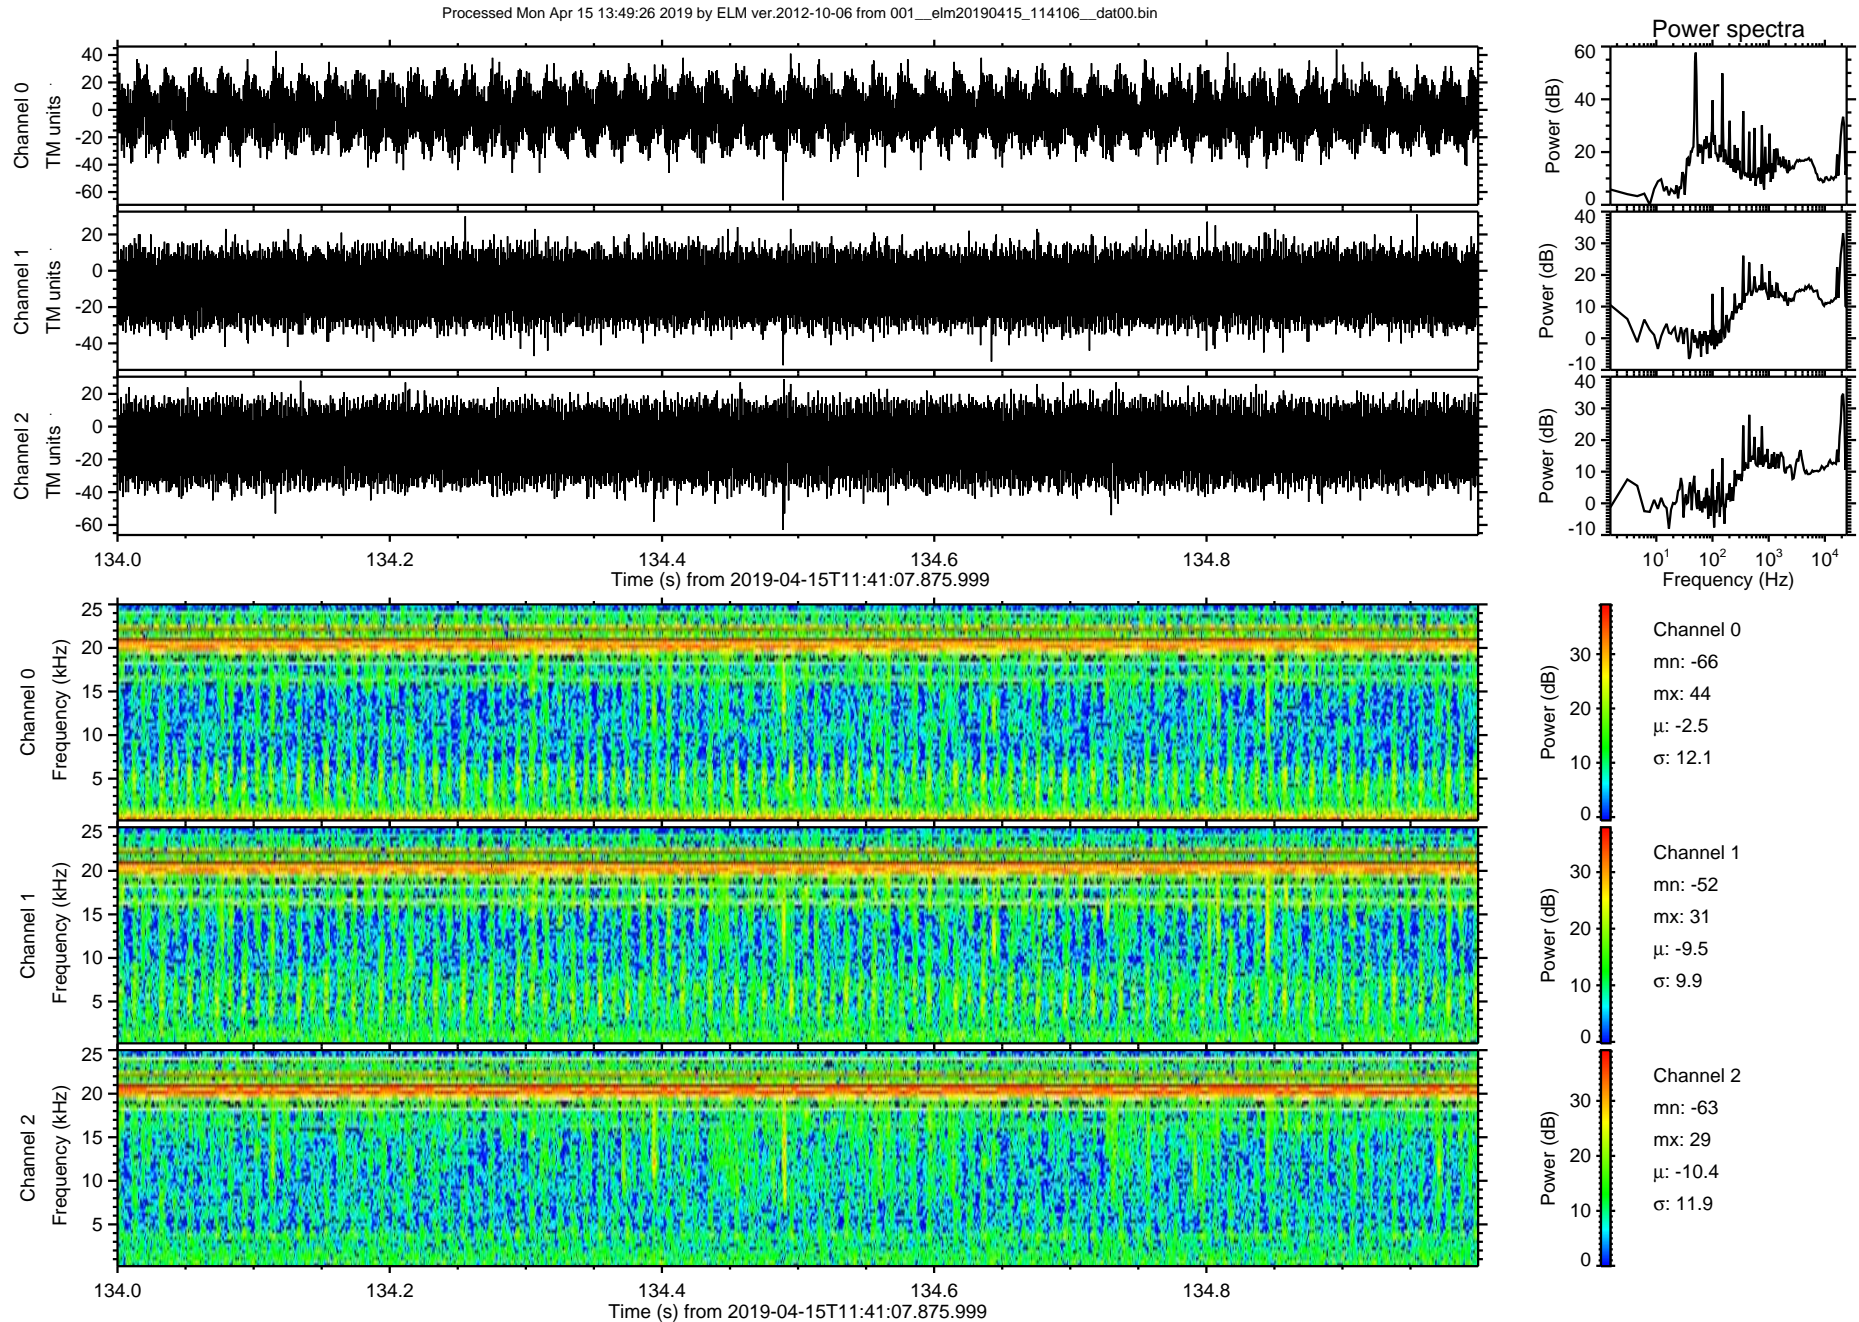 Processed Mon Apr 15 13:49:26 2019 by ELM ver.2012-10-06 from 001__elm20190415_114106__dat00.bin
Power spectra
Channel 0
TM units
40
20
0
-20
-40
-60
Power (dB)
60
40
20
0
Channel 1
TM units
20
0
-20
-40
Power (dB)
40
30
20
10
0
-10
Channel 2
TM units
20
0
-20
-40
-60
Power (dB)
40
30
20
10
0
-10
134.0 134.2 134.4 134.6 134.8
Time (s) from 2019-04-15T11:41:07.875.999
10¹ 10² 10³ 10⁴
Frequency (Hz)
Channel 0
Frequency (kHz)
25
20
15
10
5
Power (dB)
30
20
10
0
Channel 0
mn: -66
mx: 44
μ: -2.5
σ: 12.1
Channel 1
Frequency (kHz)
25
20
15
10
5
Power (dB)
30
20
10
0
Channel 1
mn: -52
mx: 31
μ: -9.5
σ: 9.9
Channel 2
Frequency (kHz)
25
20
15
10
5
Power (dB)
30
20
10
0
Channel 2
mn: -63
mx: 29
μ: -10.4
σ: 11.9
134.0 134.2 134.4 134.6 134.8
Time (s) from 2019-04-15T11:41:07.875.999